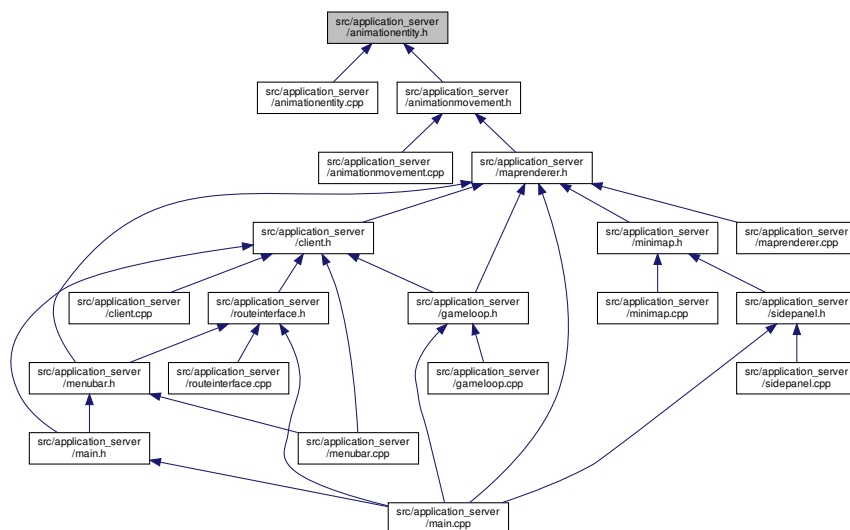 src/application_server
/animationentity.h
src/application_server
/animationentity.cpp
src/application_server
/animationmovement.h
src/application_server
/animationmovement.cpp
src/application_server
/maprenderer.h
src/application_server
/client.h
src/application_server
/minimap.h
src/application_server
/maprenderer.cpp
src/application_server
/client.cpp
src/application_server
/routeinterface.h
src/application_server
/gameloop.h
src/application_server
/minimap.cpp
src/application_server
/sidepanel.h
src/application_server
/menubar.h
src/application_server
/routeinterface.cpp
src/application_server
/gameloop.cpp
src/application_server
/sidepanel.cpp
src/application_server
/main.h
src/application_server
/menubar.cpp
src/application_server
/main.cpp